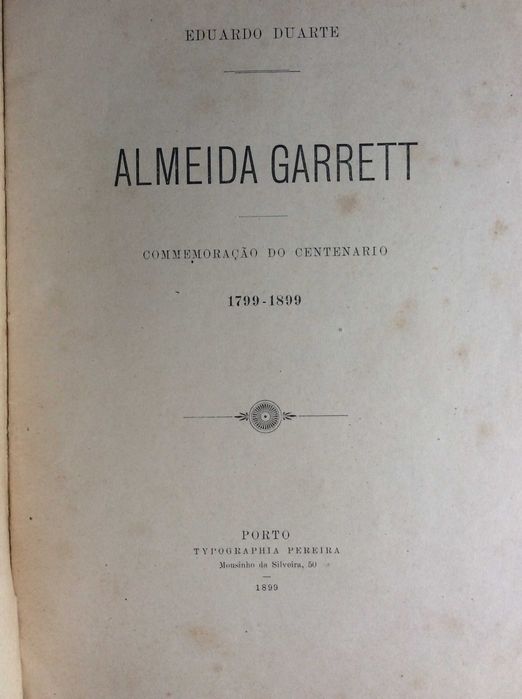 EDUARDO DUARTE
ALMEIDA GARRETT
COMMEMORAÇÃO DO CENTENARIO
1799-1899
PORTO
TYPOGRAPHIA PEREIRA
Mousinho da Silveira, 50
1899